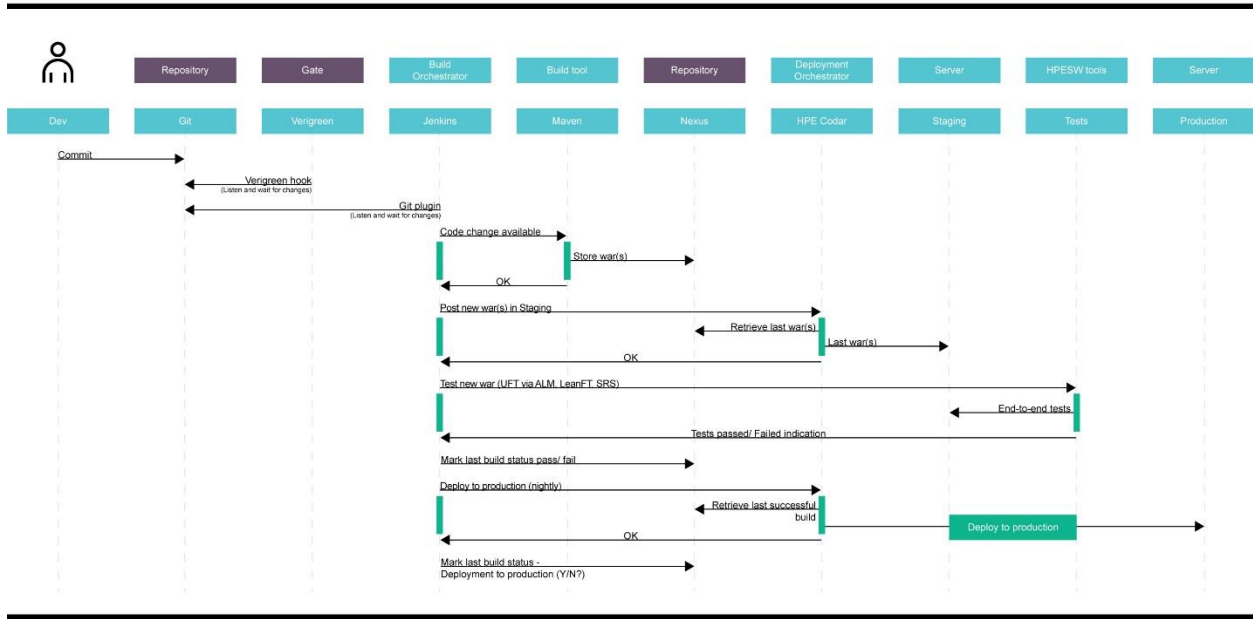 Repository
Gate
Build
Orchestrator
Build tool
Repository
Deployment
Orchestrator
Server
HPESW tools
Server
Dev
Git
Verigreen
Jenkins
Maven
Nexus
HPE Codar
Staging
Tests
Production
Commit
Verigreen hook
(Listen and wait for changes)
Git plugin
(Listen and wait for changes)
Code change available
Store war(s)
OK
Post new war(s) in Staging
Retrieve last war(s)
Last war(s)
OK
Test new war (UFT via ALM, LeanFT, SRS)
End-to-end tests
Tests passed/ Failed indication
Mark last build status pass/ fail
Deploy to production (nightly)
Retrieve last successful
build
Deploy to production
OK
Mark last build status -
Deployment to production (Y/N?)